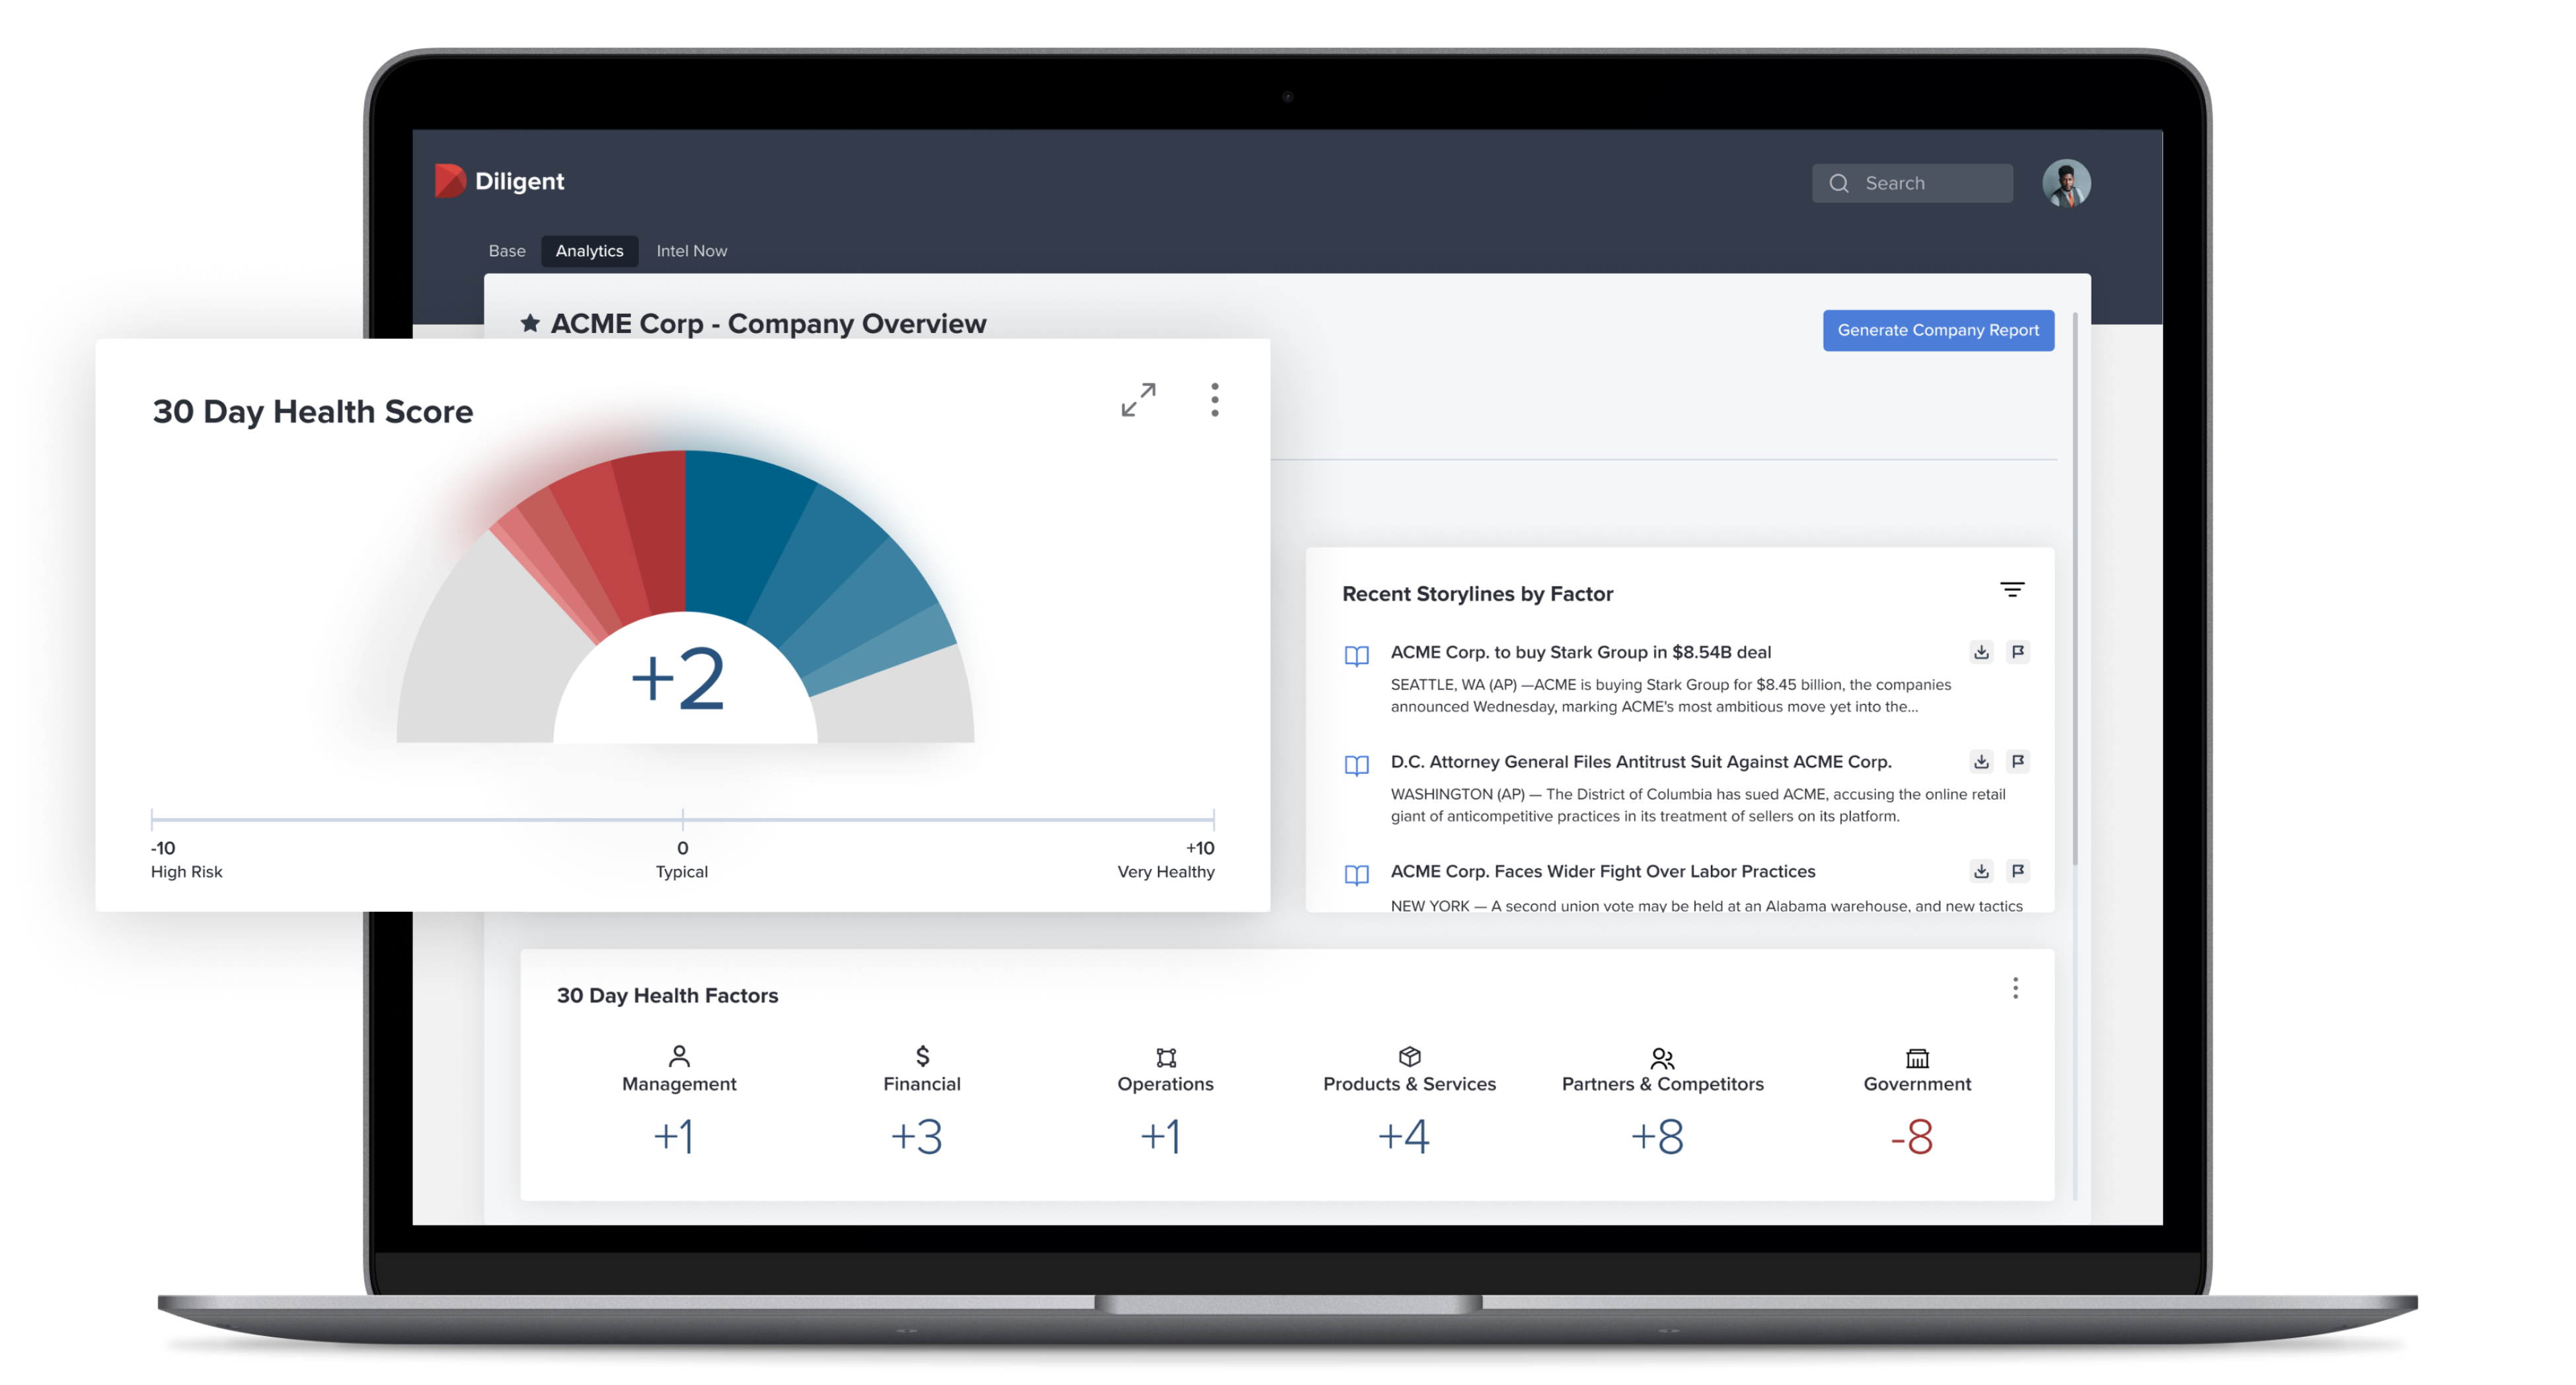 Diligent
Search
Base
Analytics
Intel Now
ACME Corp - Company Overview
Generate Company Report
30 Day Health Score
+2
-10
0
+10
High Risk
Typical
Very Healthy
Recent Storylines by Factor
ACME Corp. to buy Stark Group in $8.54B deal
SEATTLE, WA (AP) —ACME is buying Stark Group for $8.45 billion, the companies
announced Wednesday, marking ACME's most ambitious move yet into the...
D.C. Attorney General Files Antitrust Suit Against ACME Corp.
WASHINGTON (AP) — The District of Columbia has sued ACME, accusing the online retail
giant of anticompetitive practices in its treatment of sellers on its platform.
ACME Corp. Faces Wider Fight Over Labor Practices
NEW YORK — A second union vote may be held at an Alabama warehouse, and new tactics
30 Day Health Factors
Management
Financial
Operations
Products & Services
Partners & Competitors
Government
+1
+3
+1
+4
+8
-8